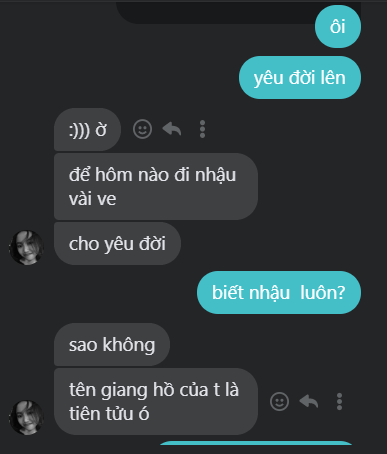 ôi
yêu đời lên
:))) ờ
để hôm nào đi nhậu
vài ve
cho yêu đời
biết nhậu luôn?
sao không
tên giang hồ của t là
tiên tửu ó